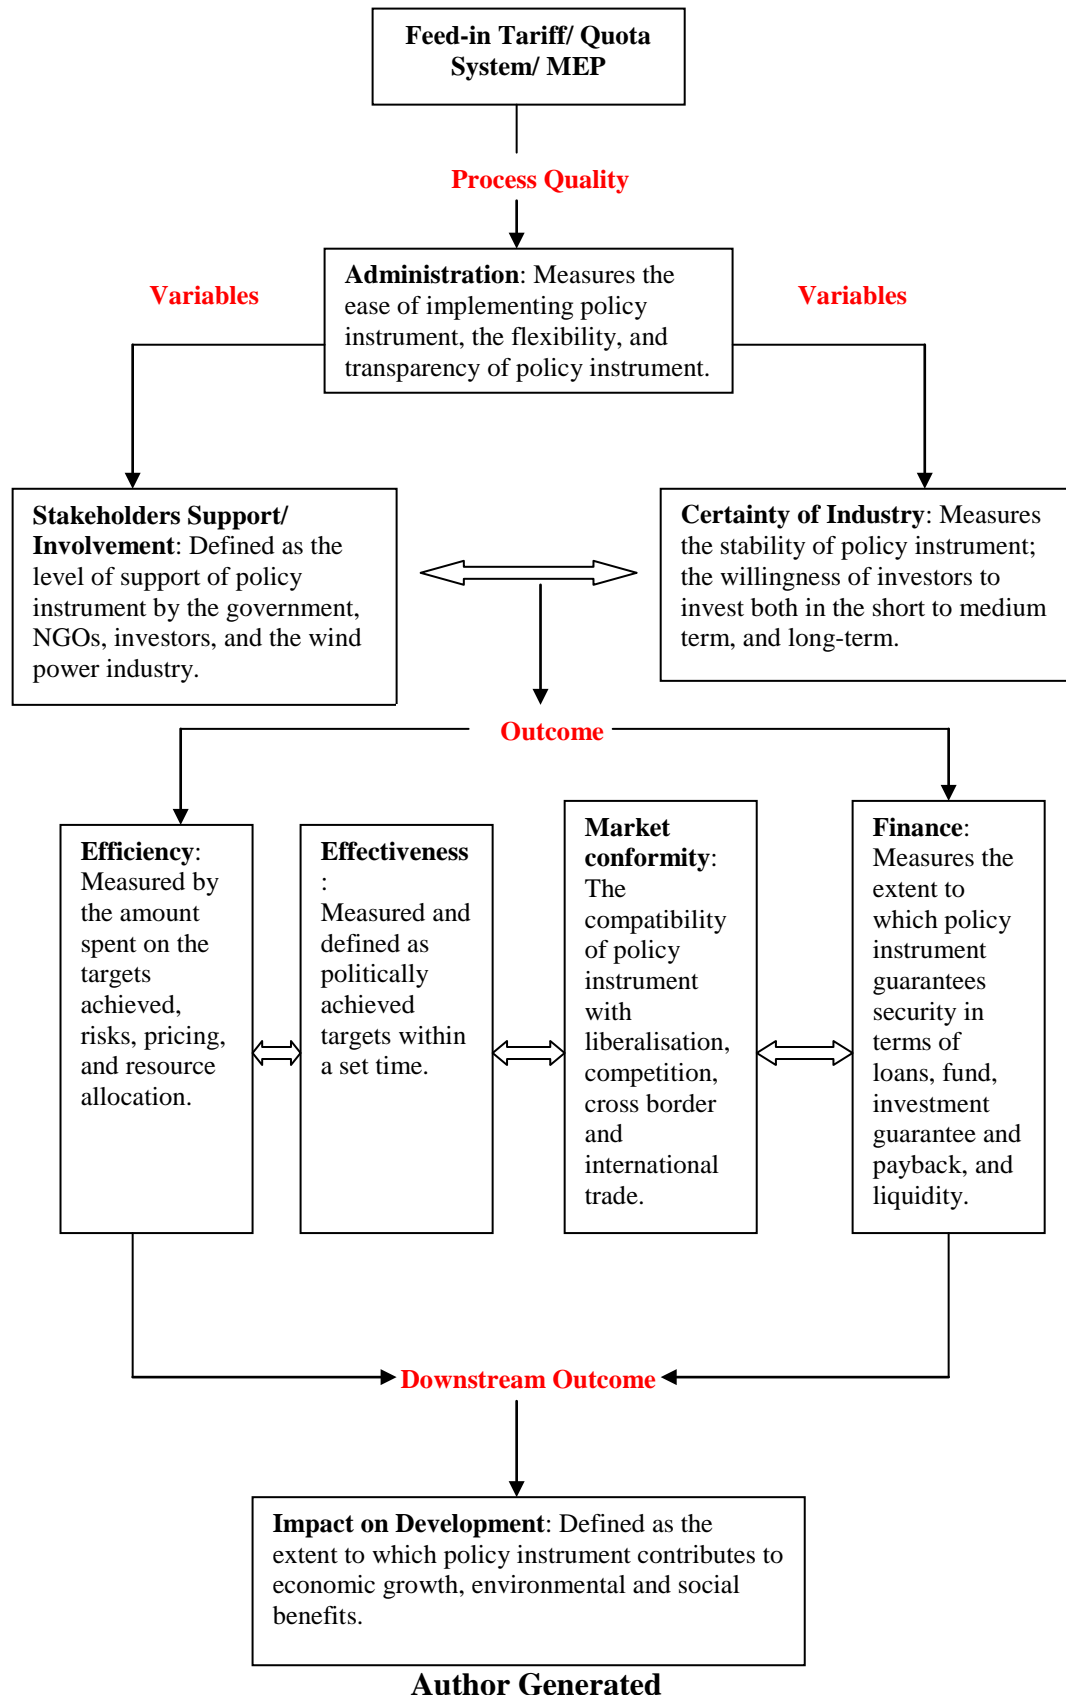 Feed-in Tariff/ Quota
System/ MEP
Process Quality
Variables
Administration: Measures the
ease of implementing policy
instrument, the flexibility, and
transparency of policy instrument.
Variables
Stakeholders Support/
Involvement: Defined as the
level of support of policy
instrument by the government,
NGOs, investors, and the wind
power industry.
Certainty of Industry: Measures
the stability of policy instrument;
the willingness of investors to
invest both in the short to medium
term, and long-term.
Outcome
Efficiency:
Measured by
the amount
spent on the
targets
achieved,
risks, pricing,
and resource
allocation.
Effectiveness
:
Measured and
defined as
politically
achieved
targets within
a set time.
Market
conformity:
The
compatibility
of policy
instrument
with
liberalisation,
competition,
cross border
and
international
trade.
Finance:
Measures the
extent to
which policy
instrument
guarantees
security in
terms of
loans, fund,
investment
guarantee and
payback, and
liquidity.
Downstream Outcome
Impact on Development: Defined as the
extent to which policy instrument contributes to
economic growth, environmental and social
benefits.
Author Generated